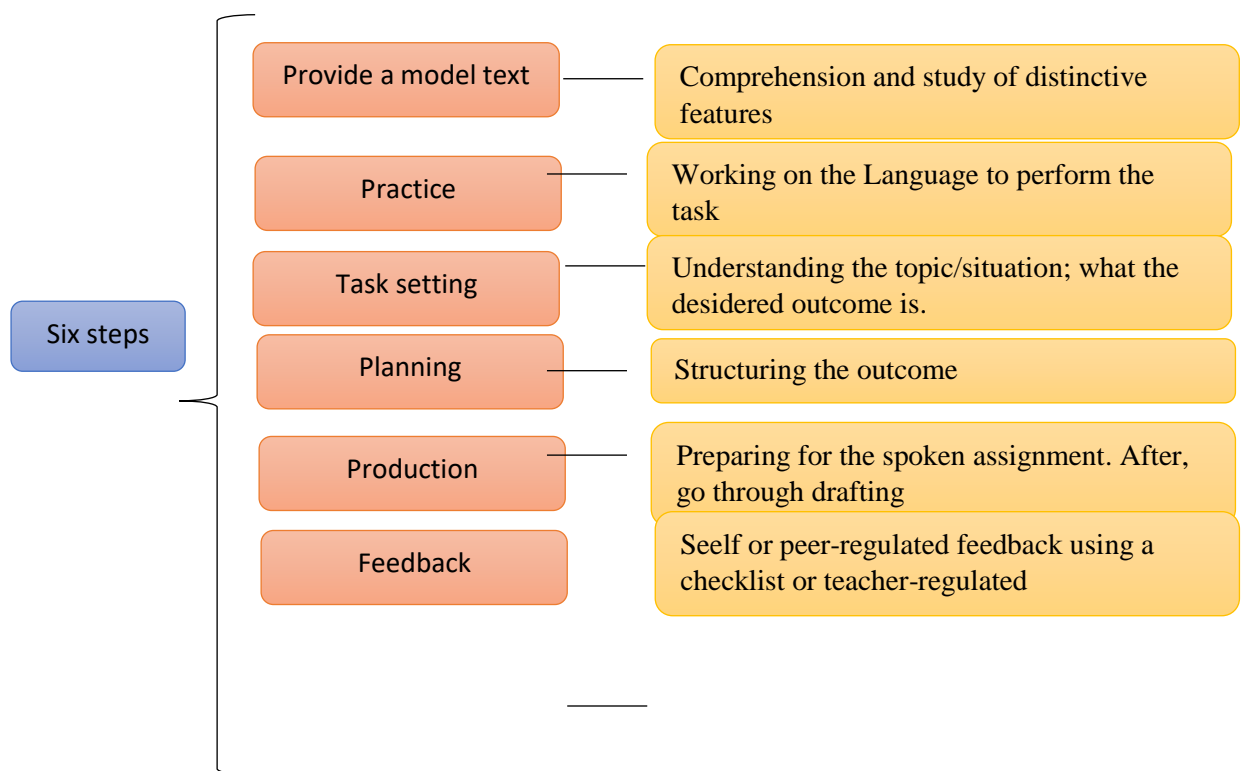 Provide a model text
Comprehension and study of distinctive
features
Practice
Working on the Language to perform the
task
Task setting
Understanding the topic/situation; what the
desidered outcome is.
Six steps
Planning
Structuring the outcome
Production
Preparing for the spoken assignment. After,
go through drafting
Feedback
Seelf or peer-regulated feedback using a
checklist or teacher-regulated